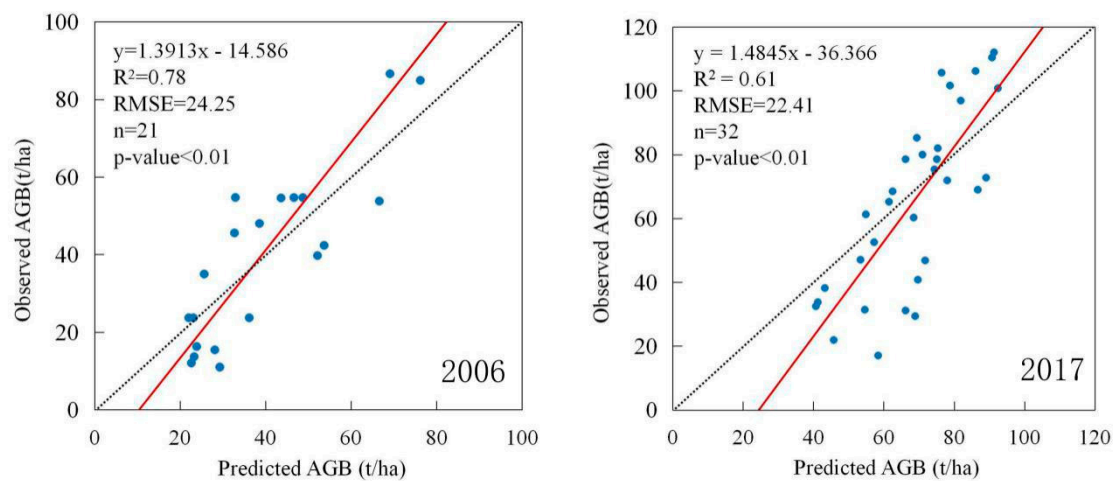 100
80
60
40
20
0
Observed AGB(t/ha)
y=1.3913x - 14.586
R²=0.78
RMSE=24.25
n=21
p-value<0.01
2006
0 20 40 60 80 100
Predicted AGB (t/ha)
120
100
80
60
40
20
0
Observed AGB (t/ha)
y = 1.4845x - 36.366
R² = 0.61
RMSE=22.41
n=32
p-value<0.01
2017
0 20 40 60 80 100 120
Predicted AGB (t/ha)